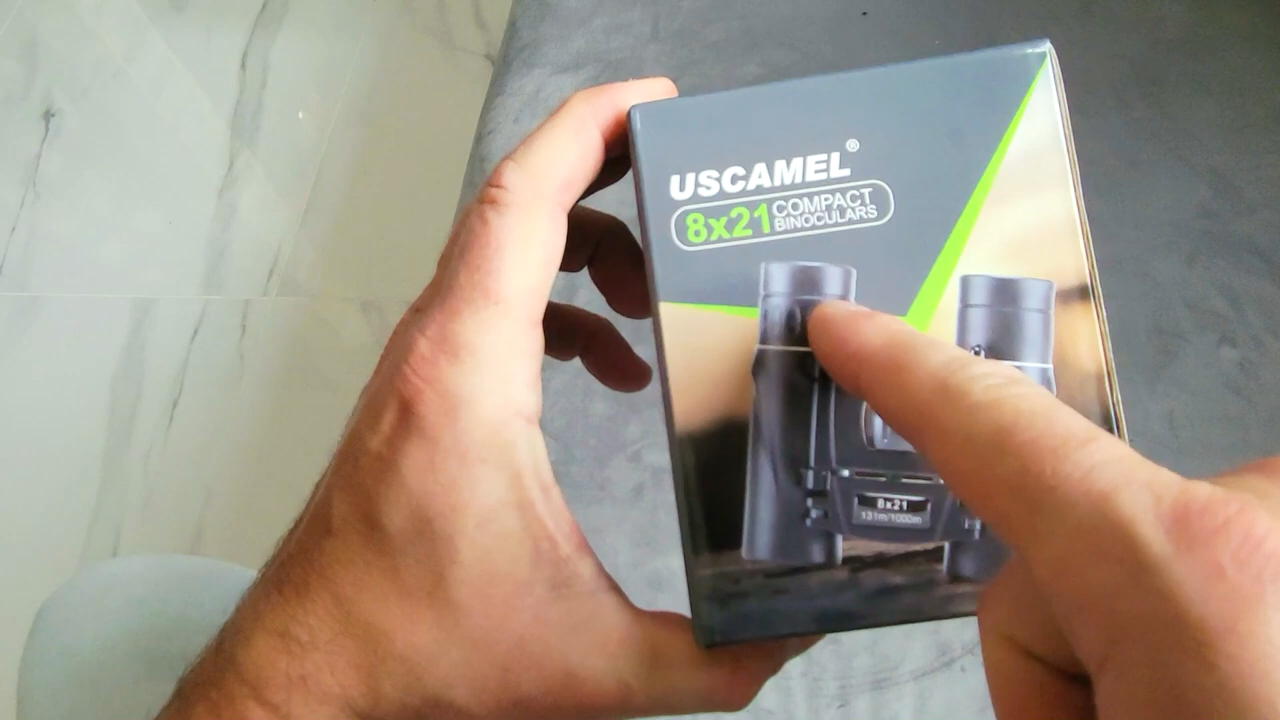 USCAMEL®
8x21 COMPACT
BINOCULARS
8x21
131m/1000m